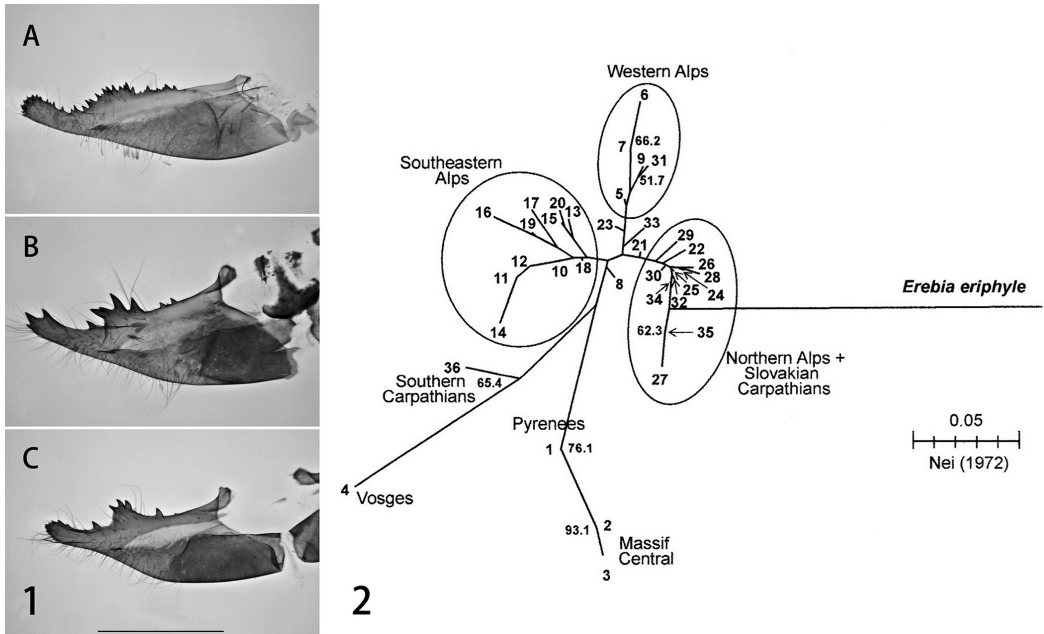 A
B
C
1
Western Alps
6
7
66.2
9
31
51.7
5
Southeastern
Alps
17
20
13
16
15
19
23
33
21
29
22
12
10
18
8
30
26
28
11
25
24
34
32
14
Erebia eriphyle
62.3
35
27
Northern Alps +
Slovakian
Carpathians
36
65.4
Southern
Carpathians
Pyrenees
1
76.1
4
Vosges
0.05
Nei (1972)
93.1
2
Massif
Central
3
2